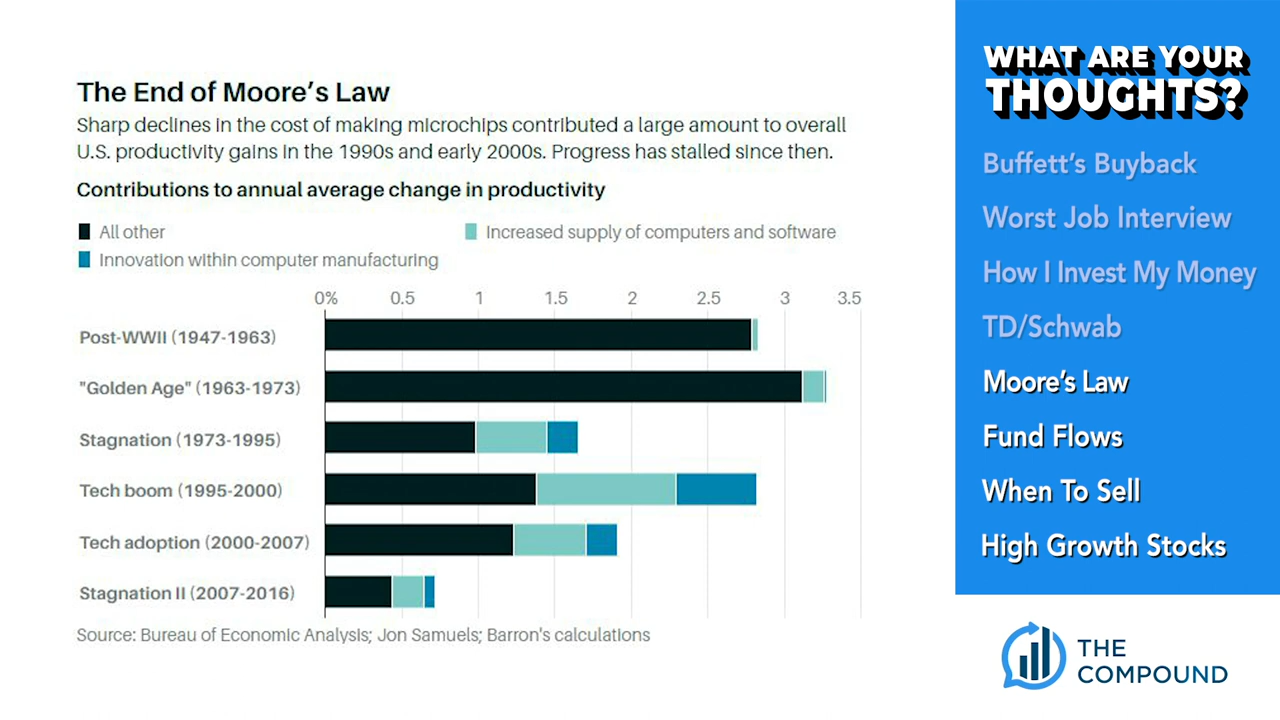 The End of Moore's Law
Sharp declines in the cost of making microchips contributed a large amount to overall
U.S. productivity gains in the 1990s and early 2000s. Progress has stalled since then.
Contributions to annual average change in productivity
All other
Increased supply of computers and software
Innovation within computer manufacturing
0% 0.5 1 1.5 2 2.5 3 3.5
Post-WWII (1947-1963)
"Golden Age" (1963-1973)
Stagnation (1973-1995)
Tech boom (1995-2000)
Tech adoption (2000-2007)
Stagnation II (2007-2016)
Source: Bureau of Economic Analysis; Jon Samuels; Barron's calculations
WHAT ARE YOUR
THOUGHTS?
Buffett's Buyback
Worst Job Interview
How I Invest My Money
TD/Schwab
Moore's Law
Fund Flows
When To Sell
High Growth Stocks
THE
COMPOUND